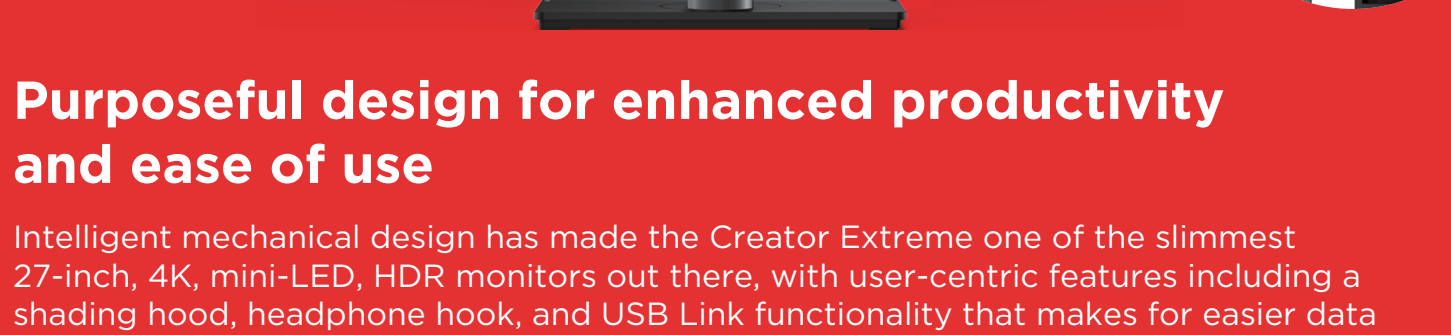 Purposeful design for enhanced productivity
and ease of use
Intelligent mechanical design has made the Creator Extreme one of the slimmest
27-inch, 4K, mini-LED, HDR monitors out there, with user-centric features including a
shading hood, headphone hook, and USB Link functionality that makes for easier data